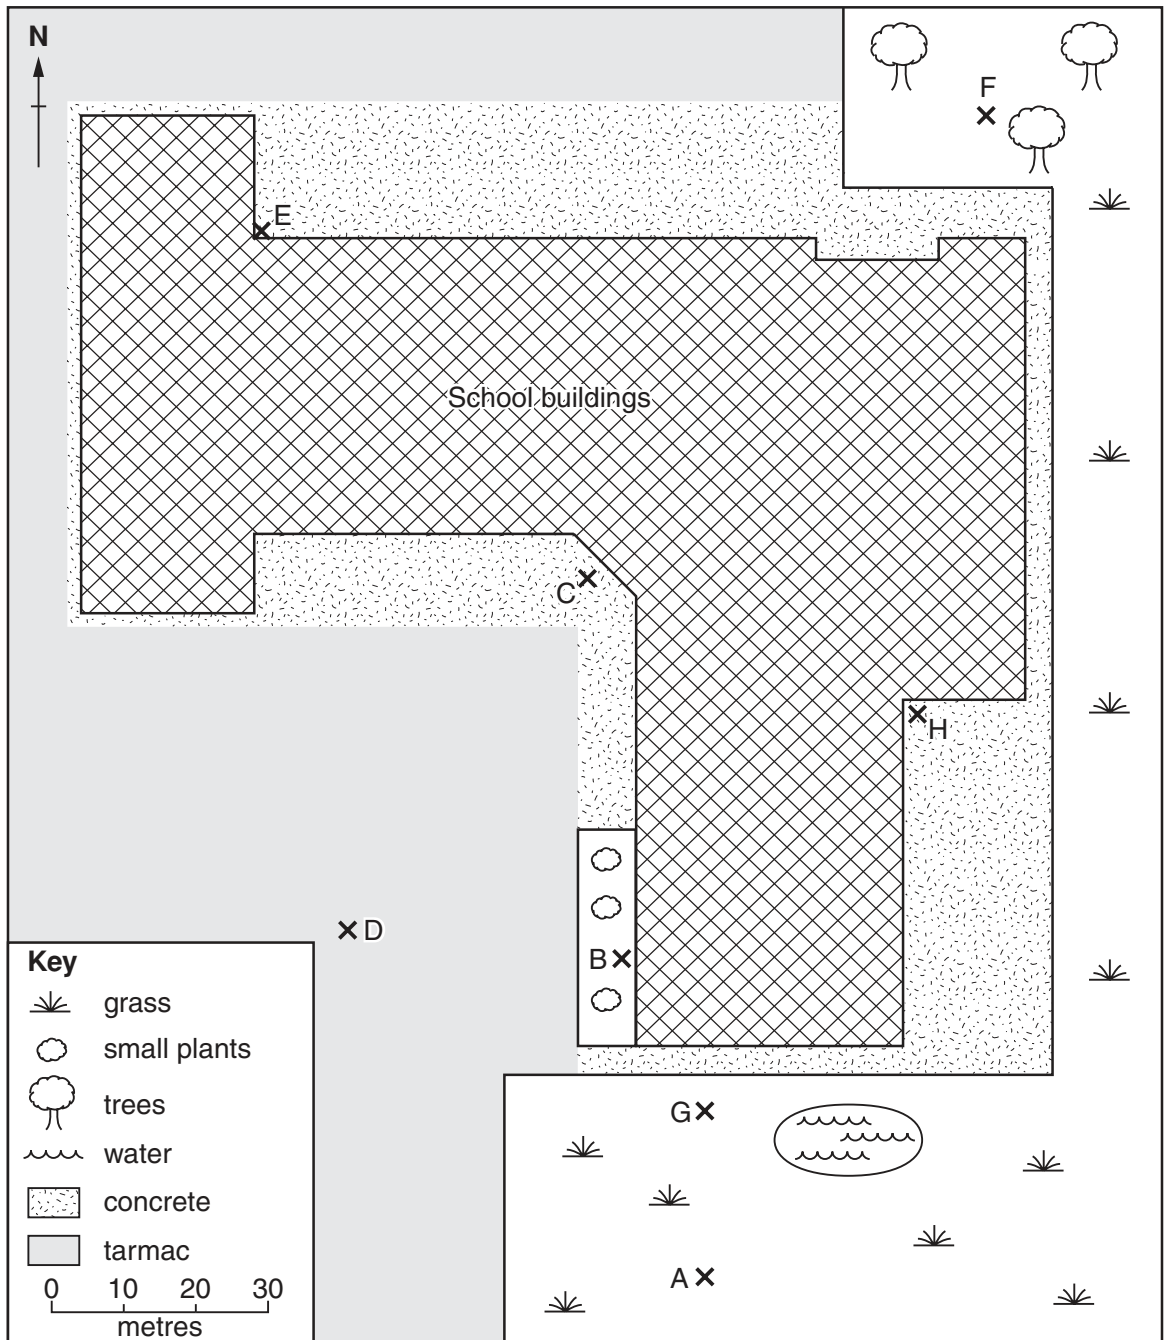 N
F
E
School buildings
C
H
D
B
Key
grass
small plants
trees
water
concrete
tarmac
0 10 20 30
metres
G
A